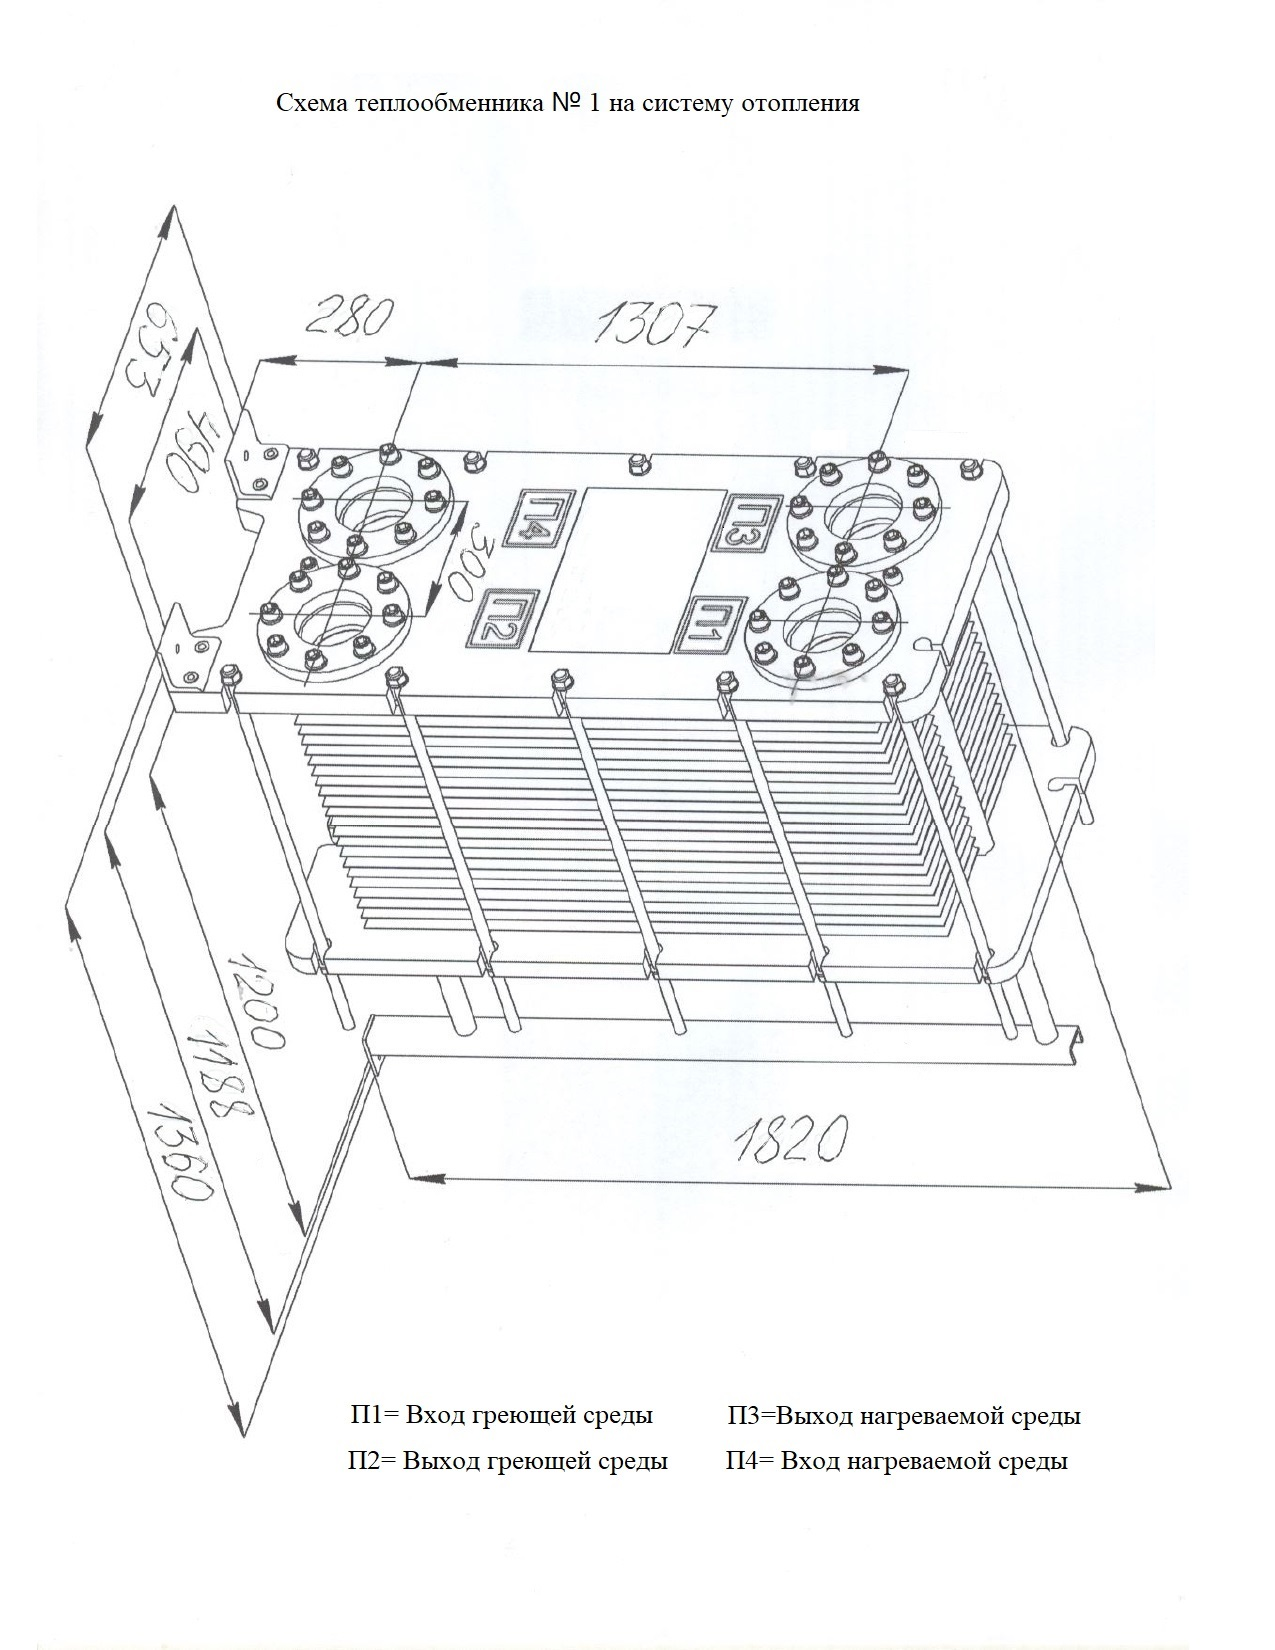 Схема теплообменника № 1 на систему отопления
280
1307
633
490
П4
П3
300
П2
П1
1200
1188
1360
1820
П1= Вход греющей среды
П3=Выход нагреваемой среды
П2= Выход греющей среды
П4= Вход нагреваемой среды